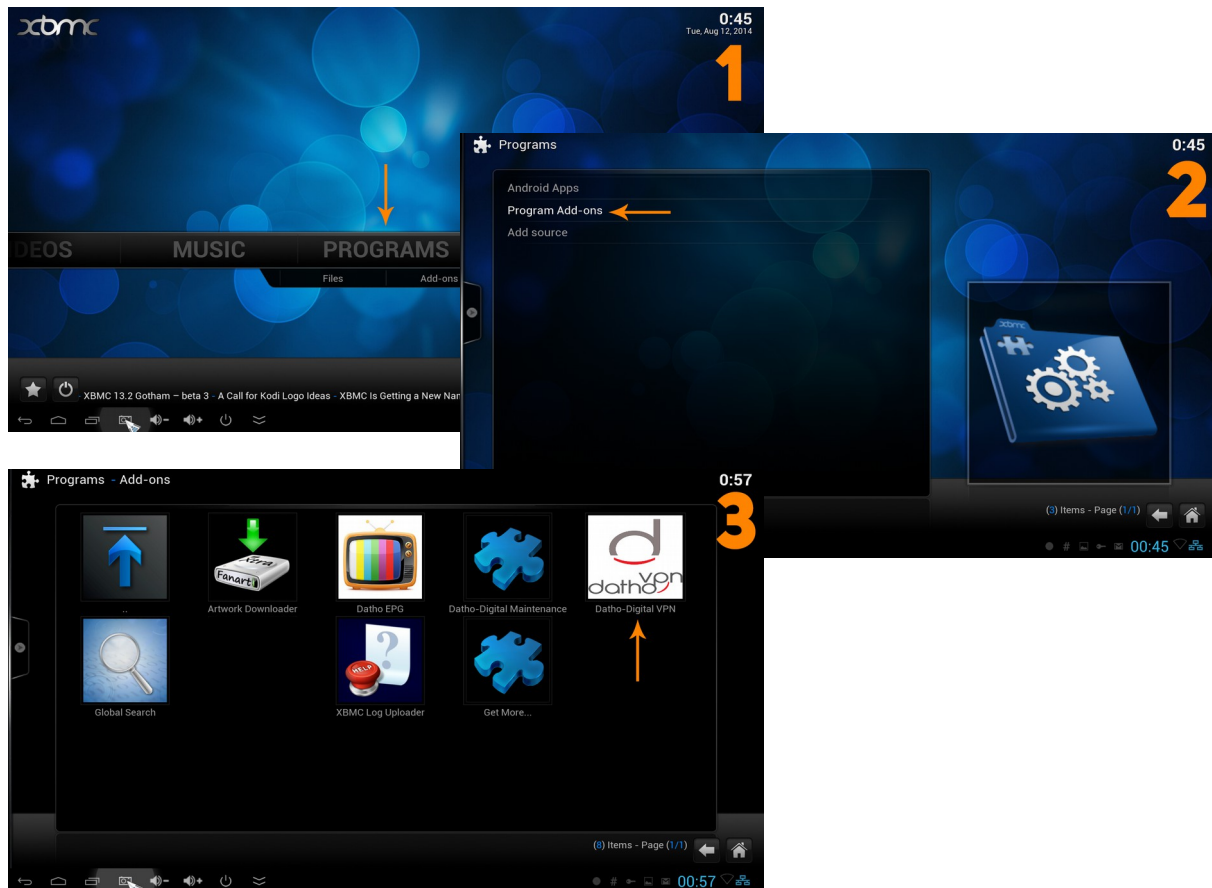 xbmc
0:45
Tue, Aug 12, 2014
1
DEOS MUSIC PROGRAMS
Files Add-ons
XBMC 13.2 Gotham – beta 3 - A Call for Kodi Logo Ideas - XBMC Is Getting a New Nam
Programs
0:45
2
Android Apps
Program Add-ons
Add source
xbmc
(3) Items - Page (1/1)
00:45
Programs - Add-ons
0:57
3
xtra
Fanart
datho vpn
.. Artwork Downloader Datho EPG Datho-Digital Maintenance Datho-Digital VPN
HELP
?
Global Search XBMC Log Uploader Get More...
(8) Items - Page (1/1)
00:57